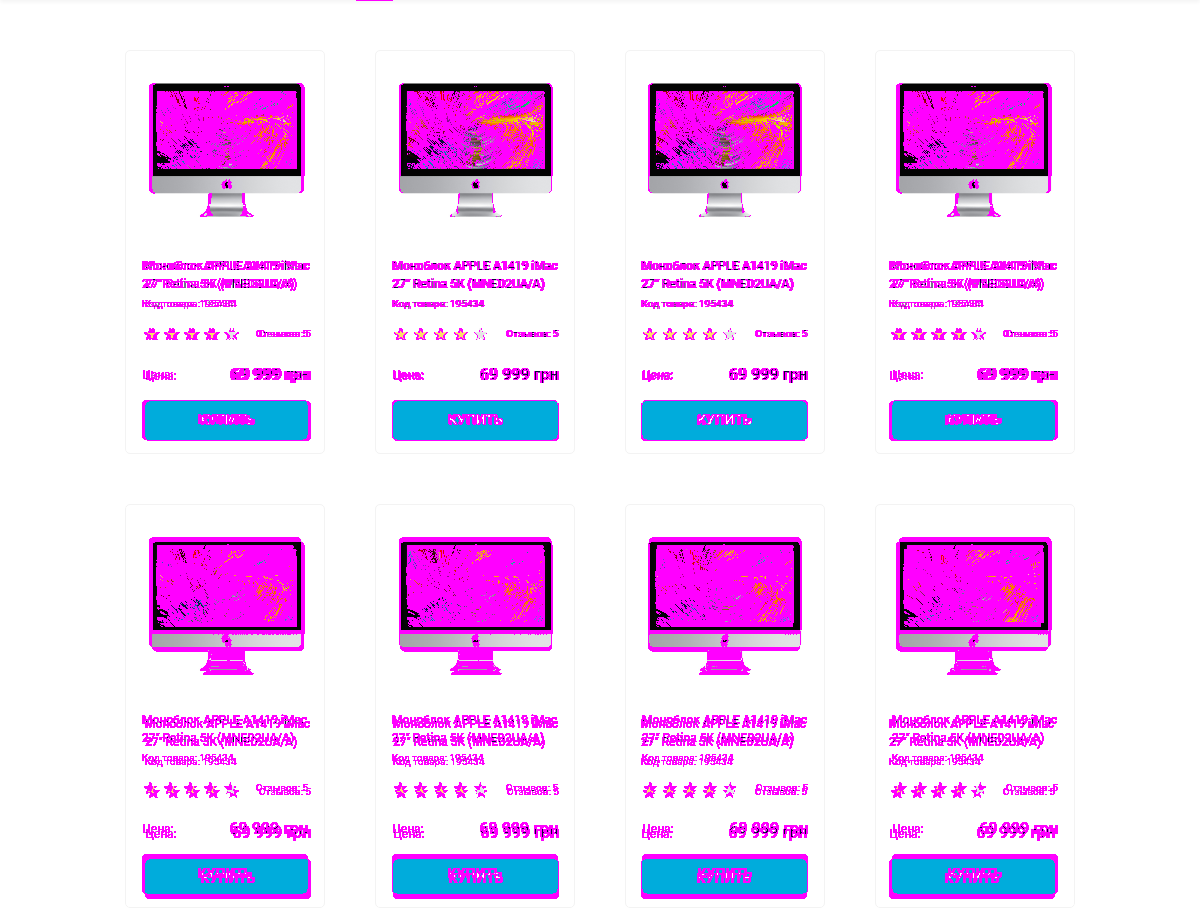 Моноблок APPLE A1419 iMac
27" Retina 5K (MNED2UA/A)
Код товара: 195434
Отзывов: 5
Цена: 69 999 грн
КУПИТЬ
Моноблок APPLE A1419 iMac
27" Retina 5K (MNED2UA/A)
Код товара: 195434
Отзывов: 5
Цена: 69 999 грн
КУПИТЬ
Моноблок APPLE A1419 iMac
27" Retina 5K (MNED2UA/A)
Код товара: 195434
Отзывов: 5
Цена: 69 999 грн
КУПИТЬ
Моноблок APPLE A1419 iMac
27" Retina 5K (MNED2UA/A)
Код товара: 195434
Отзывов: 5
Цена: 69 999 грн
КУПИТЬ
Моноблок APPLE A1419 iMac
27" Retina 5K (MNED2UA/A)
Код товара: 195434
Отзывов: 5
Цена: 69 999 грн
КУПИТЬ
Моноблок APPLE A1419 iMac
27" Retina 5K (MNED2UA/A)
Код товара: 195434
Отзывов: 5
Цена: 69 999 грн
КУПИТЬ
Моноблок APPLE A1419 iMac
27" Retina 5K (MNED2UA/A)
Код товара: 195434
Отзывов: 5
Цена: 69 999 грн
КУПИТЬ
Моноблок APPLE A1419 iMac
27" Retina 5K (MNED2UA/A)
Код товара: 195434
Отзывов: 5
Цена: 69 999 грн
КУПИТЬ